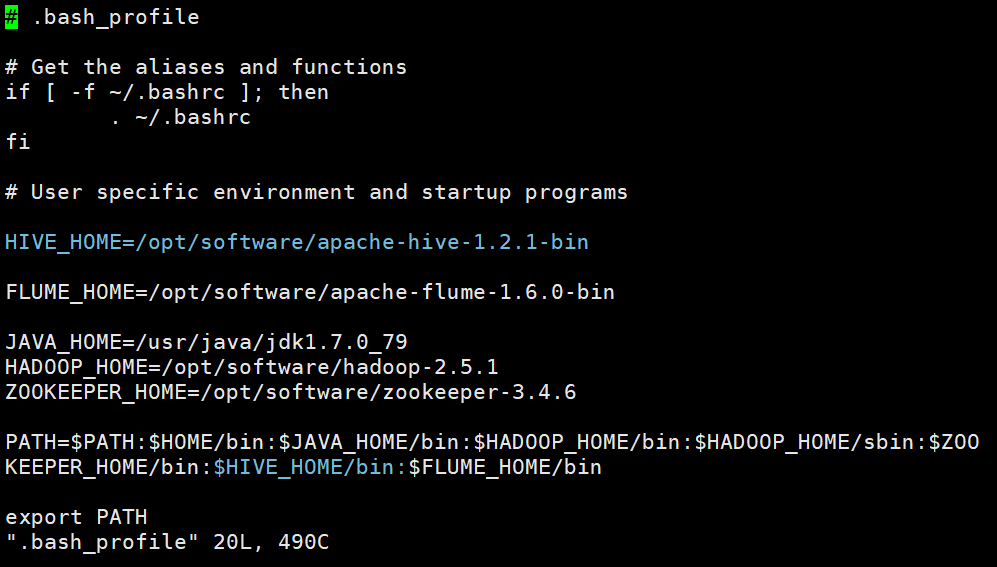 # .bash_profile
# Get the aliases and functions
if [ -f ~/.bashrc ]; then
        . ~/.bashrc
fi
# User specific environment and startup programs
HIVE_HOME=/opt/software/apache-hive-1.2.1-bin
FLUME_HOME=/opt/software/apache-flume-1.6.0-bin
JAVA_HOME=/usr/java/jdk1.7.0_79
HADOOP_HOME=/opt/software/hadoop-2.5.1
ZOOKEEPER_HOME=/opt/software/zookeeper-3.4.6
PATH=$PATH:$HOME/bin:$JAVA_HOME/bin:$HADOOP_HOME/bin:$HADOOP_HOME/sbin:$ZOO
KEEPER_HOME/bin:$HIVE_HOME/bin:$FLUME_HOME/bin
export PATH
".bash_profile" 20L, 490C